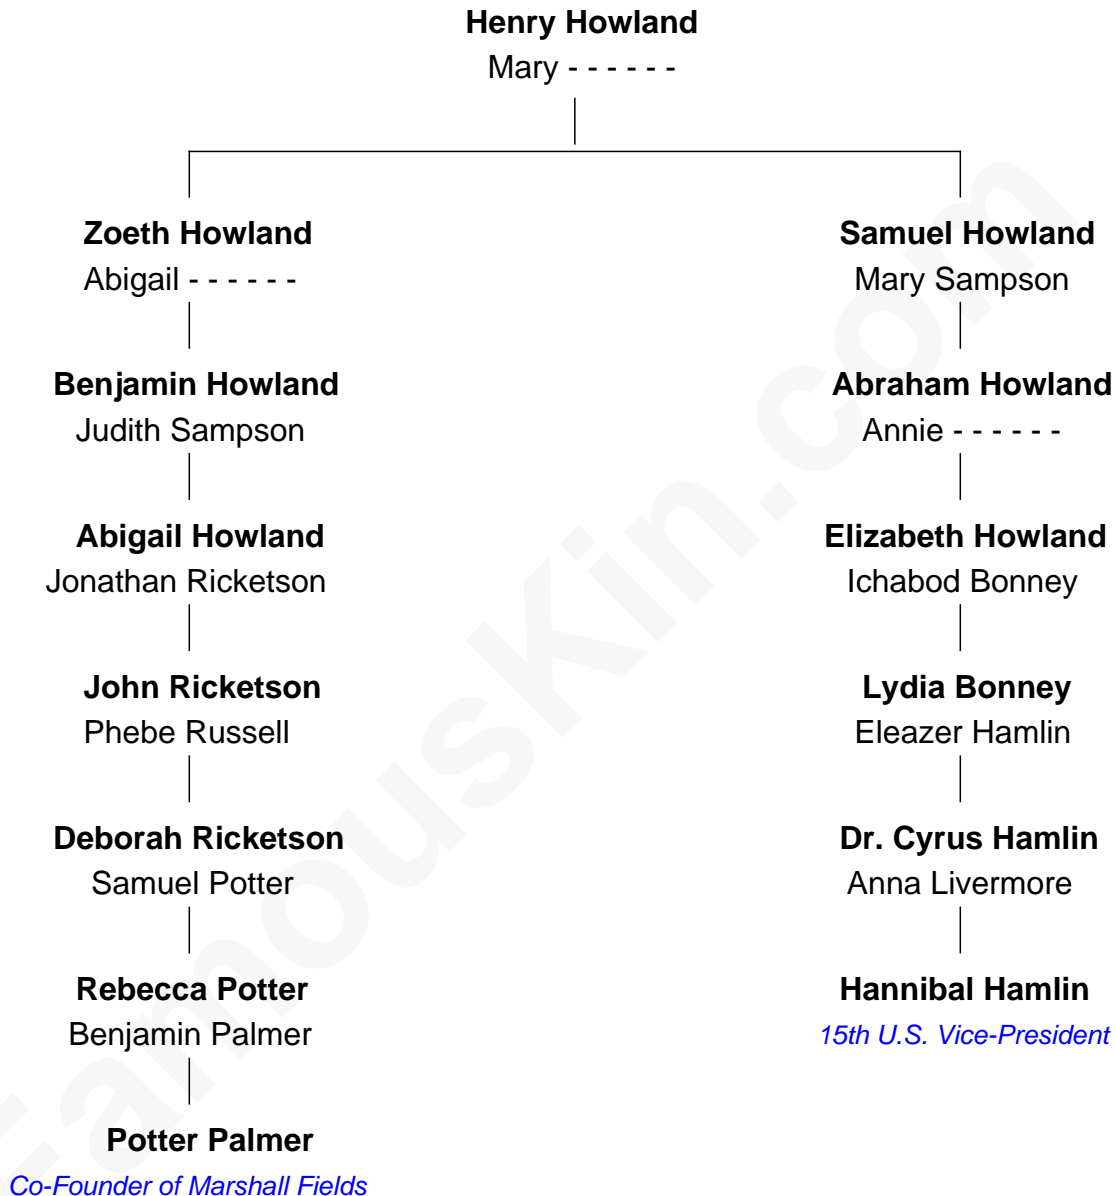 Henry Howland
Mary - - - - - -
Zoeth Howland
Abigail - - - - - -
Samuel Howland
Mary Sampson
Benjamin Howland
Judith Sampson
Abraham Howland
Annie - - - - - -
Abigail Howland
Jonathan Ricketson
Elizabeth Howland
Ichabod Bonney
John Ricketson
Phebe Russell
Lydia Bonney
Eleazer Hamlin
Deborah Ricketson
Samuel Potter
Dr. Cyrus Hamlin
Anna Livermore
Rebecca Potter
Benjamin Palmer
Hannibal Hamlin
15th U.S. Vice-President
Potter Palmer
Co-Founder of Marshall Fields
FamousKin.com